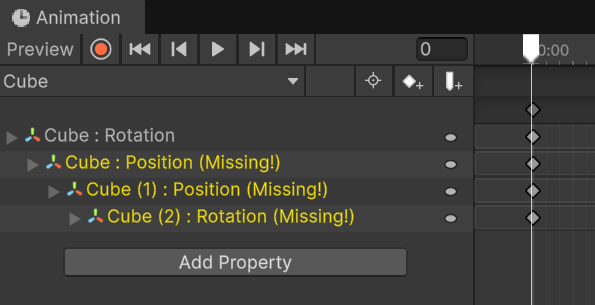 Animation
Preview 0 0:00
Cube
Cube : Rotation
Cube : Position (Missing!)
Cube (1) : Position (Missing!)
Cube (2) : Rotation (Missing!)
Add Property